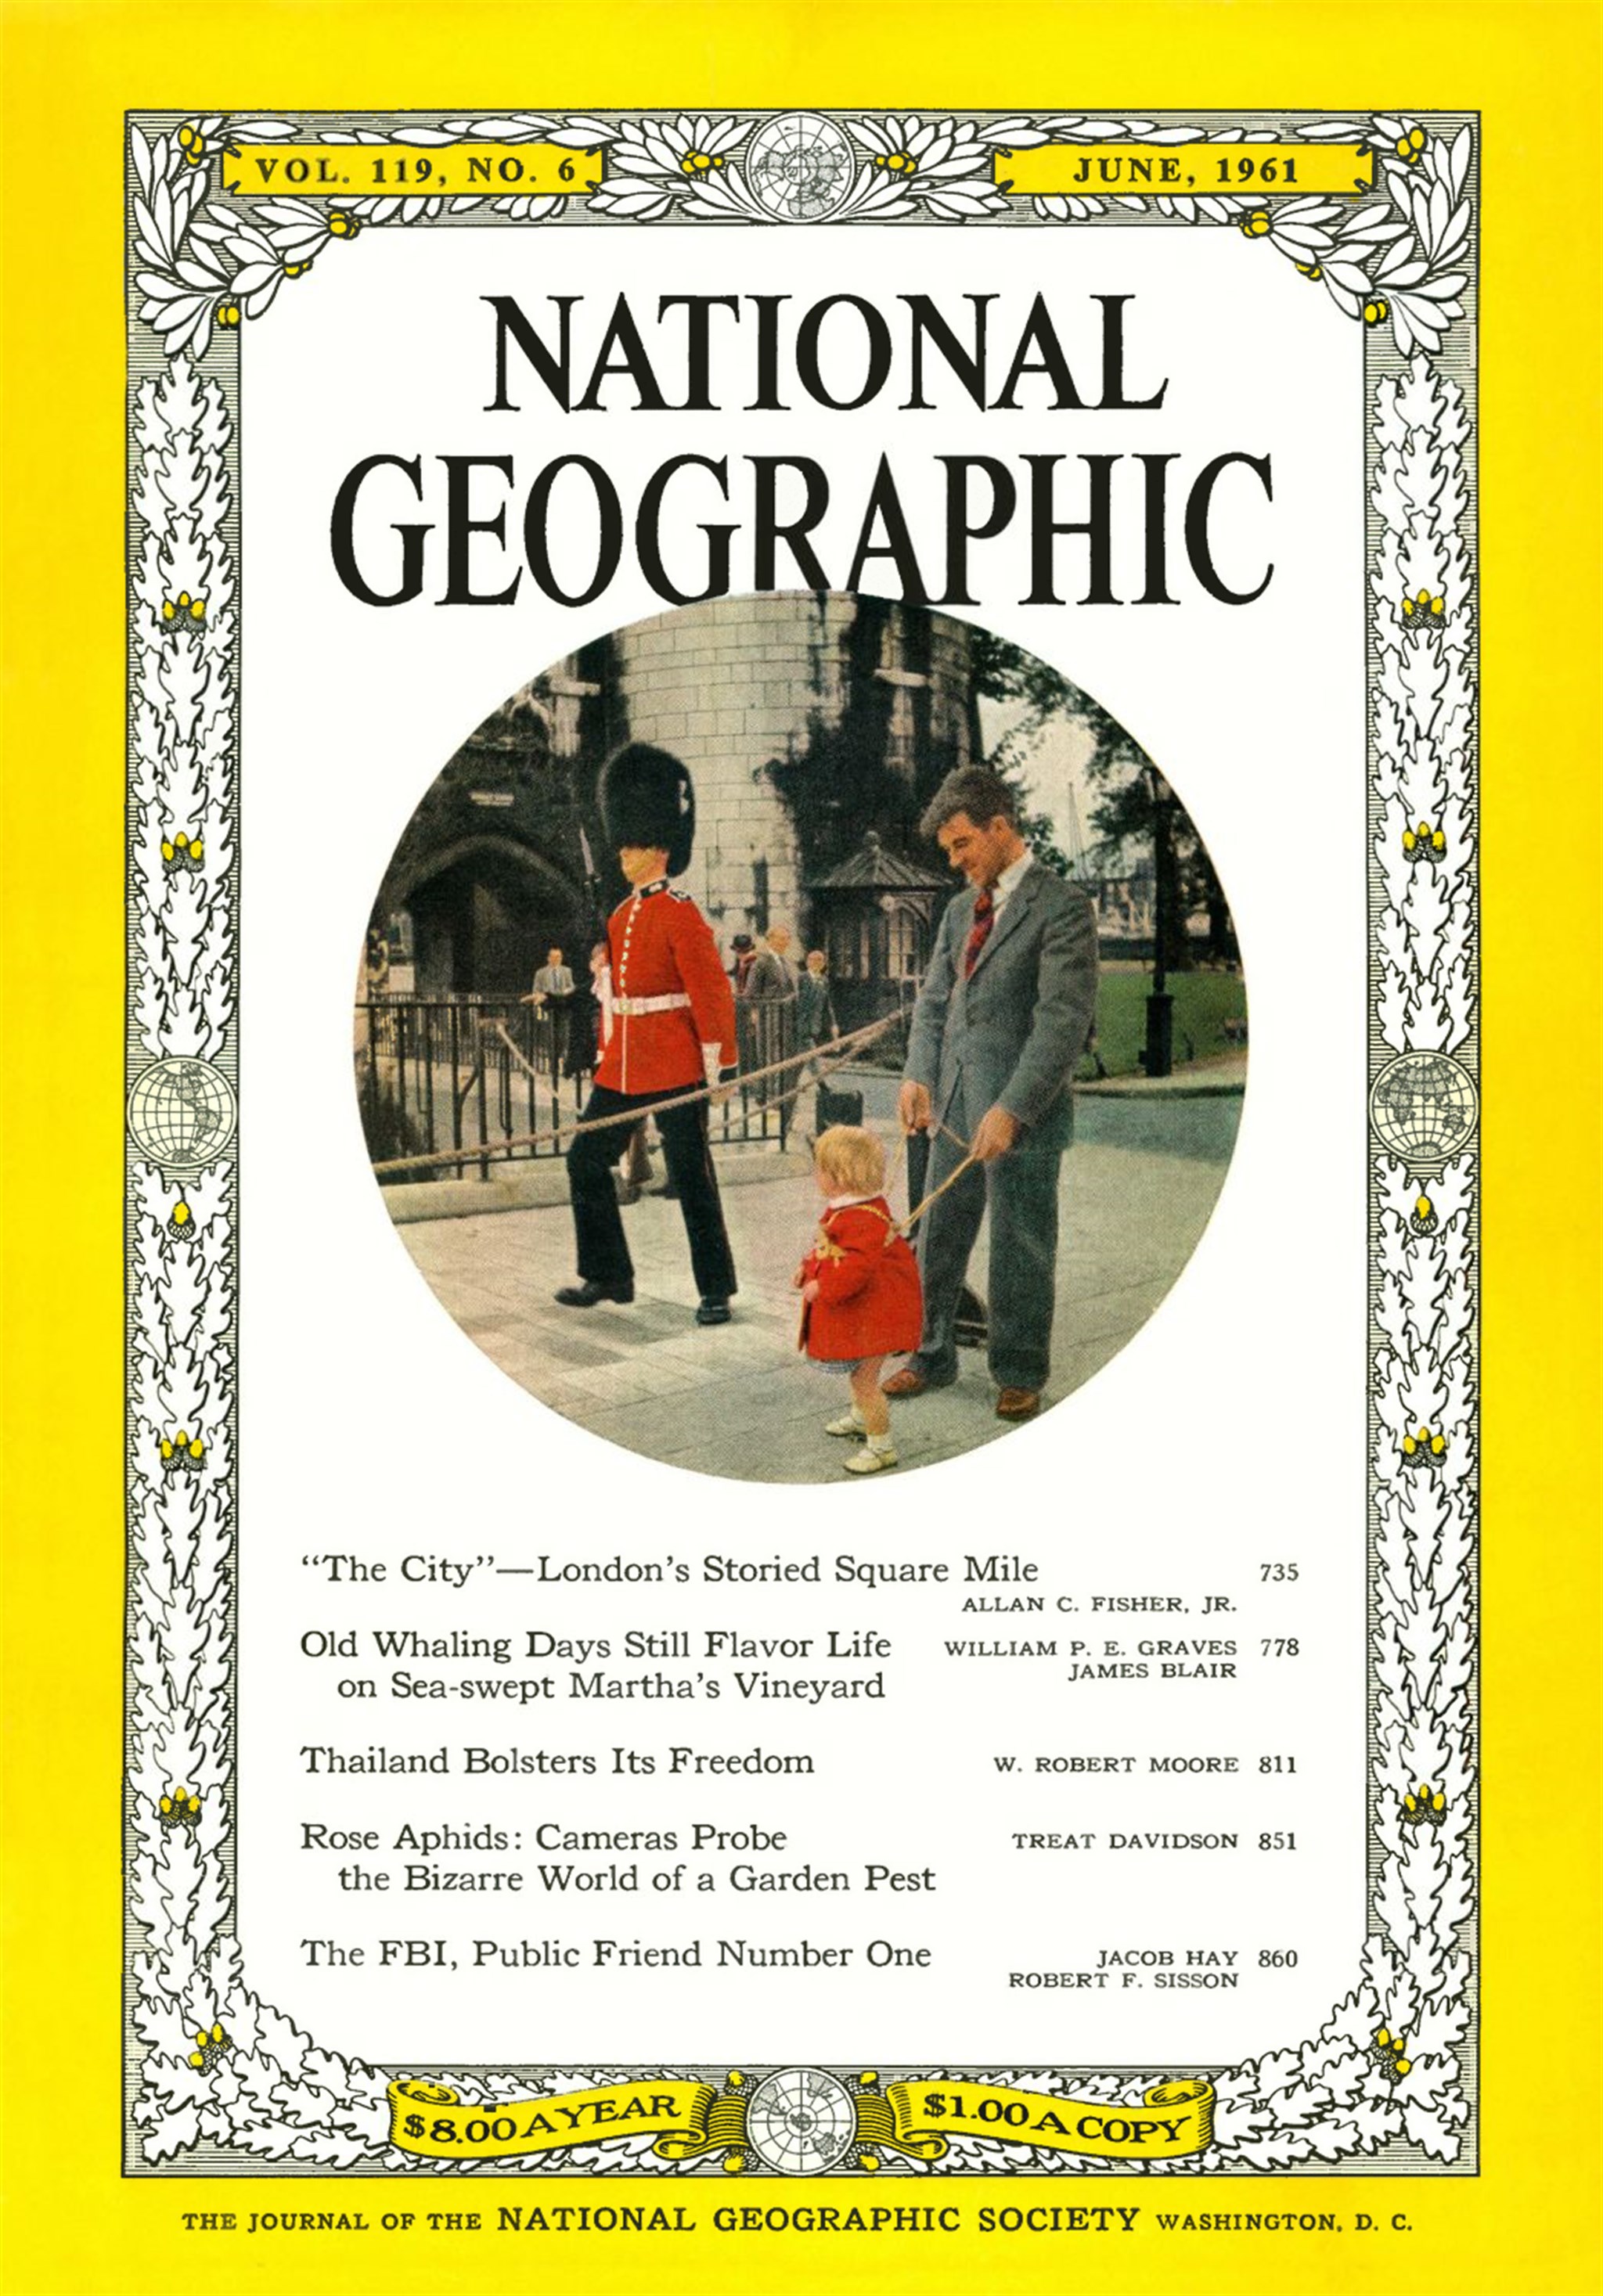 VOL. 119, NO. 6
JUNE, 1961
NATIONAL
GEOGRAPHIC
“The City”—London’s Storied Square Mile 735
ALLAN C. FISHER, JR.
Old Whaling Days Still Flavor Life WILLIAM P. E. GRAVES 778
JAMES BLAIR
on Sea-swept Martha’s Vineyard
Thailand Bolsters Its Freedom W. ROBERT MOORE 811
Rose Aphids: Cameras Probe TREAT DAVIDSON 851
the Bizarre World of a Garden Pest
The FBI, Public Friend Number One JACOB HAY 860
ROBERT F. SISSON
$8.00 A YEAR
$1.00 A COPY
THE JOURNAL OF THE NATIONAL GEOGRAPHIC SOCIETY WASHINGTON, D. C.